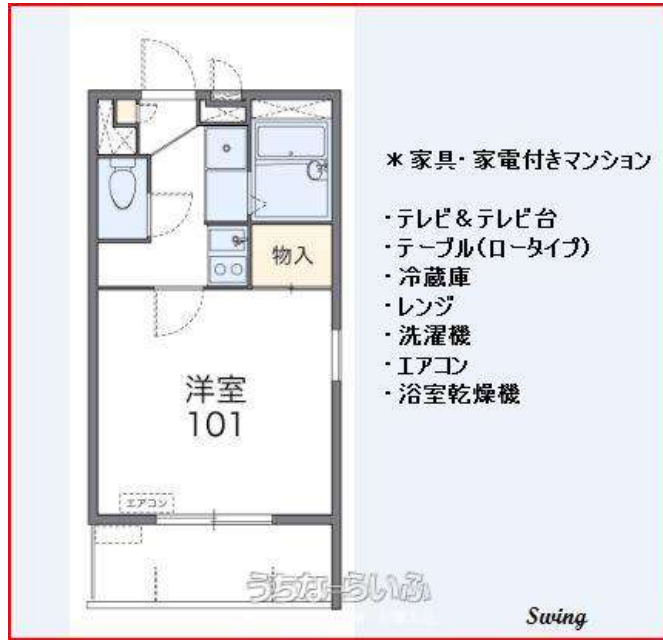 ＊家具・家電付きマンション
・テレビ＆テレビ台
・テーブル(ロータイプ)
・冷蔵庫
・レンジ
・洗濯機
・エアコン
・浴室乾燥機
物入
洋室
101
エアコン
うちなーらいふ
Swing